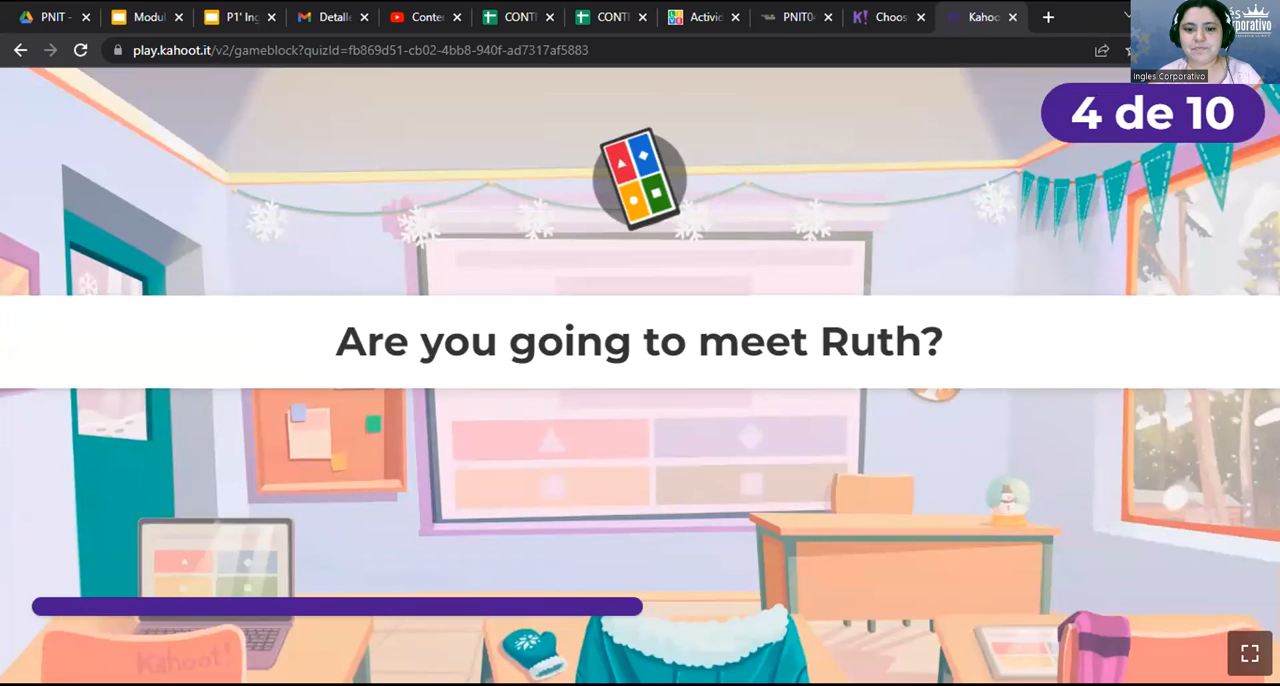 PNIT -
Modul
P1' Ing
Detall
Conte
CONTI
CONTI
Activid
PNIT0
Choos
Kahoo
play.kahoot.it/v2/gameblock?quizId=fb869d51-cb02-4bb8-940f-ad7317af5883
Ingles Corporativo
4 de 10
Are you going to meet Ruth?
Kahoot!